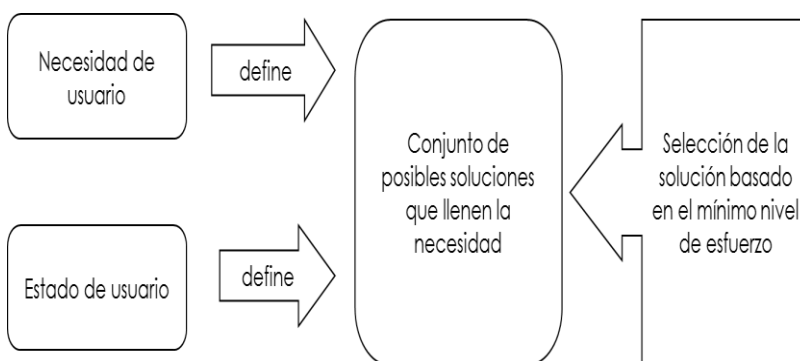 Necesidad de
usuario
define
Estado de usuario
define
Conjunto de
posibles soluciones
que llenen la
necesidad
Selección de la
solución basado
en el mínimo nivel
de esfuerzo